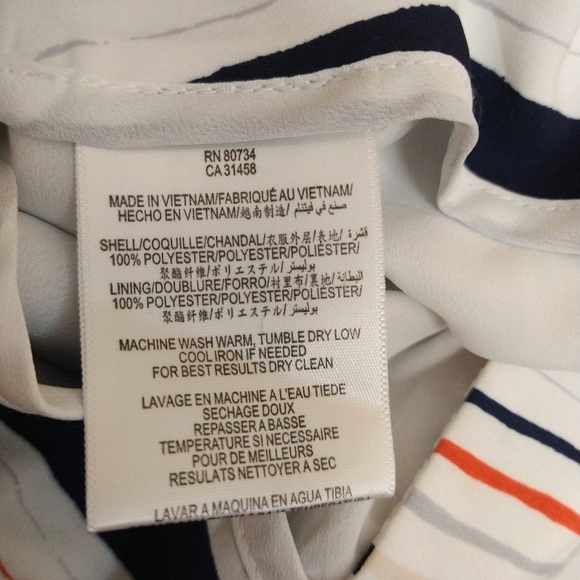 RN 80734
CA 31458
MADE IN VIETNAM/FABRIQUÉ AU VIETNAM/
HECHO EN VIETNAM/越南制造/ صنع في فيتنام/
SHELL/COQUILLE/CHANDAL/衣服外层/表地/ قشرة/
100% POLYESTER/POLYESTER/POLIÉSTER/
聚酯纤维/ポリエステル/ بوليستر/
LINING/DOUBLURE/FORRO/衬里布/裏地/ البطانة/
100% POLYESTER/POLYESTER/POLIÉSTER/
聚酯纤维/ポリエステル/ بوليستر/
MACHINE WASH WARM, TUMBLE DRY LOW
COOL IRON IF NEEDED
FOR BEST RESULTS DRY CLEAN
LAVAGE EN MACHINE A L'EAU TIEDE
SECHAGE DOUX
REPASSER A BASSE
TEMPERATURE SI NECESSAIRE
POUR DE MEILLEURS
RESULATS NETTOYER A SEC
LAVAR A MAQUINA EN AGUA TIBIA